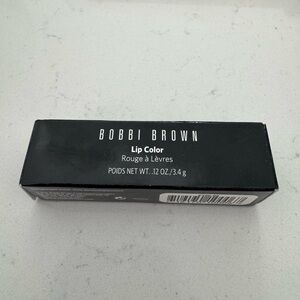 BOBBI BROWN
Lip Color
Rouge à Lèvres
POIDS NET WT. .12 OZ./3.4 g